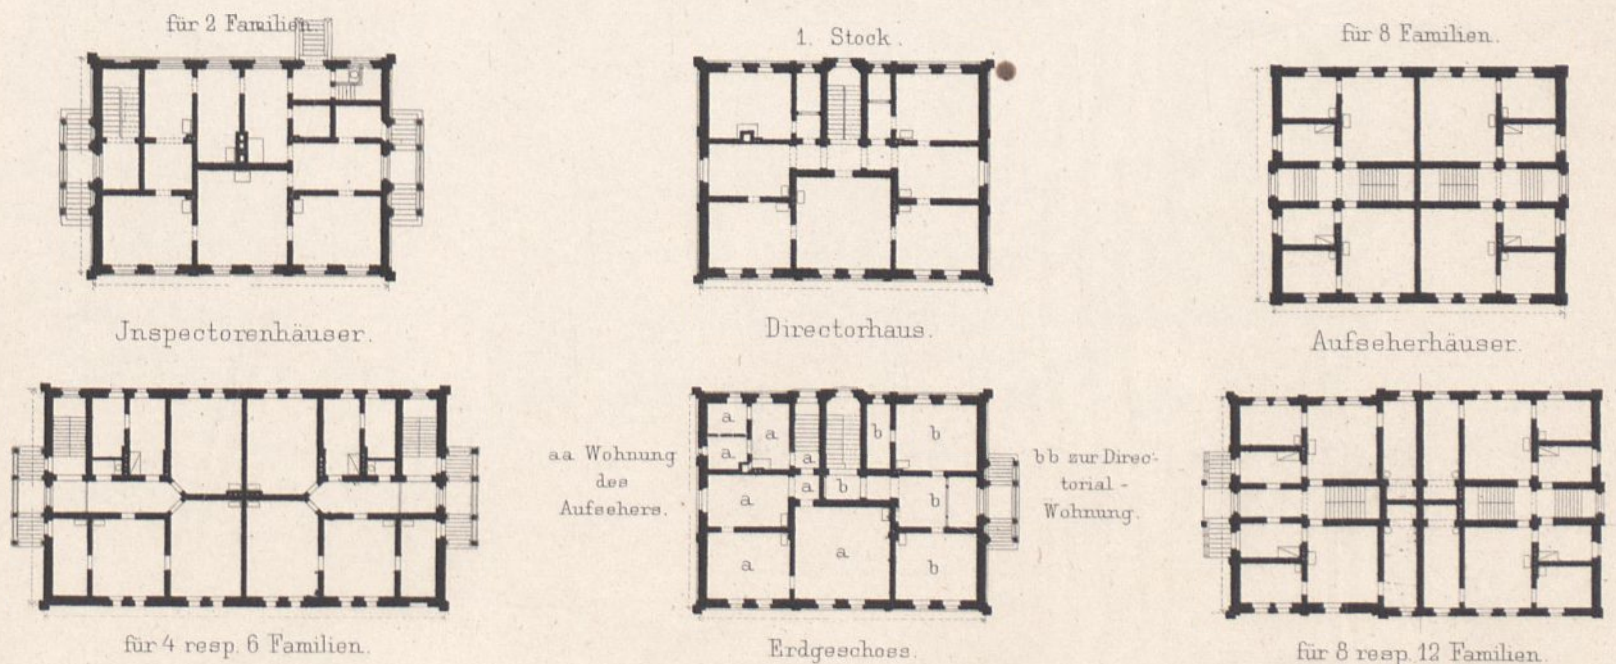 für 2 Familien.
1. Stock.
für 8 Familien.
Jnspectorenhäuser.
Directorhaus.
Aufseherhäuser.
a a b b
a a
a b b
a a b
aa Wohnung
des
Aufsehers.
bb zur Direc-
torial-
Wohnung.
für 4 resp. 6 Familien.
Erdgeschoss.
für 8 resp. 12 Familien.